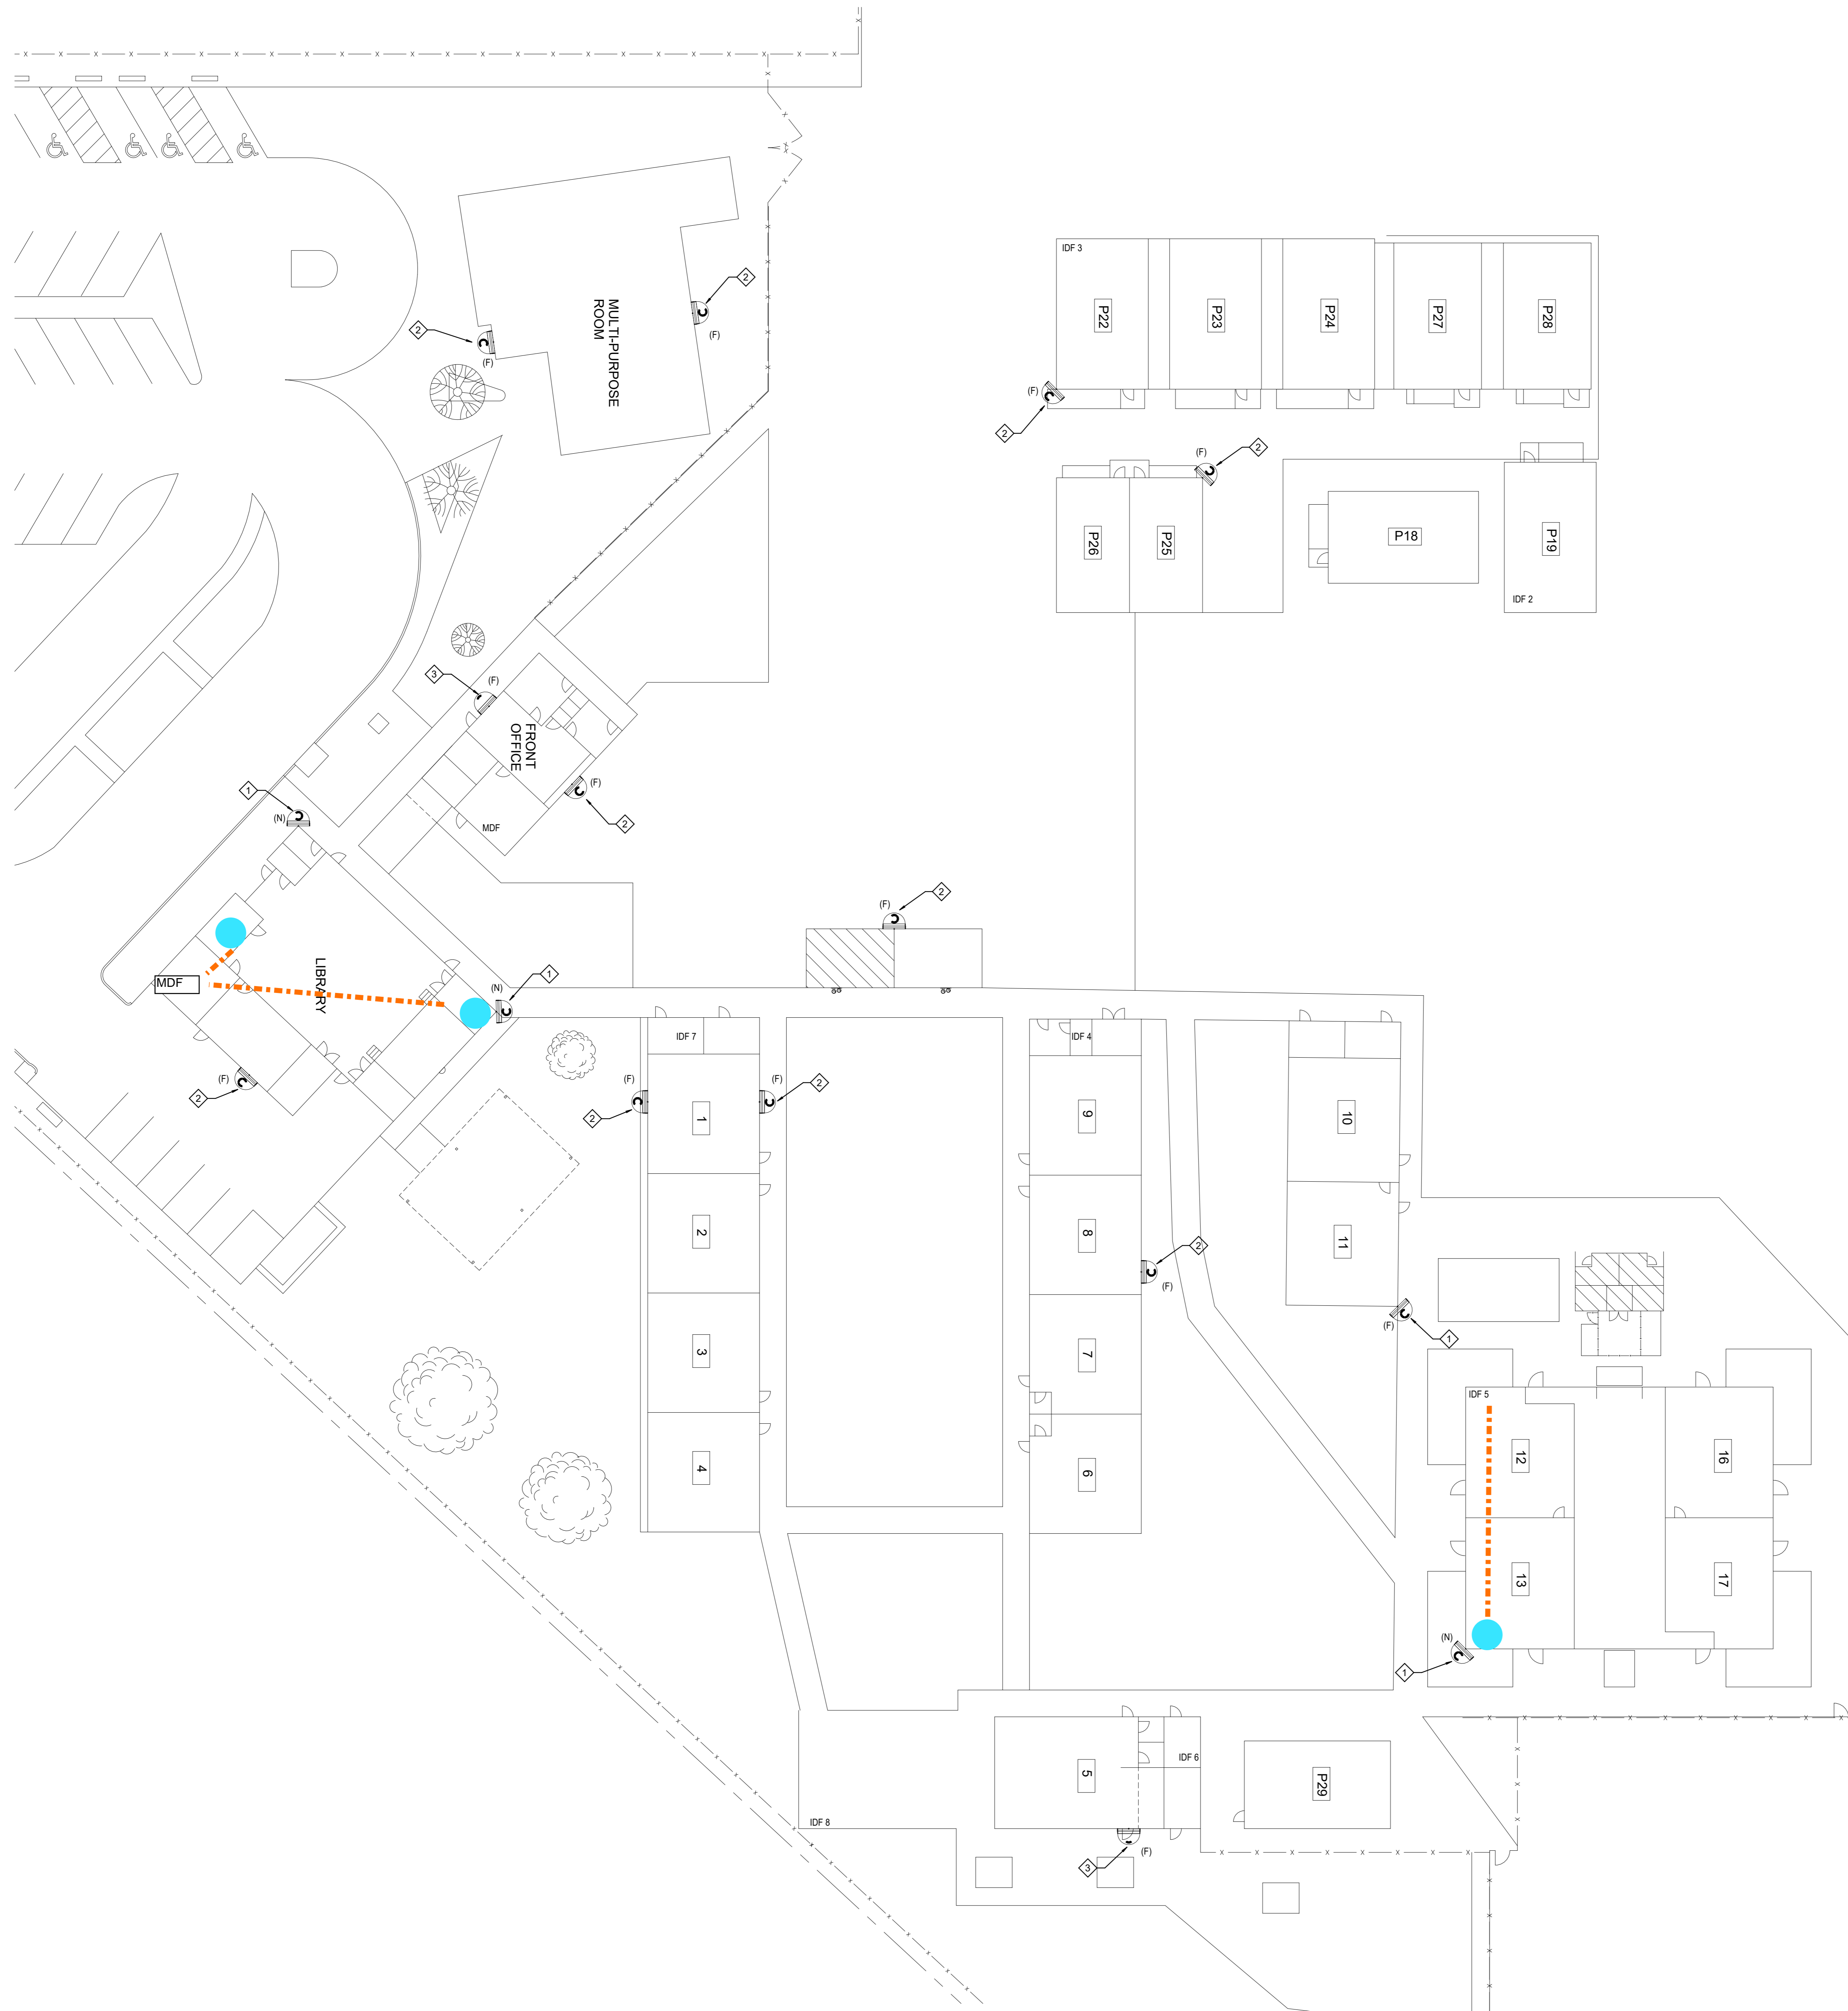 IDF 3
P22
P23
P24
P27
P28
2
(F)
2
(F)
MULTI-PURPOSE
ROOM
(F)
2
(F)
2
P26
P25
P18
P19
IDF 2
3
(F)
FRONT
OFFICE
(F)
2
MDF
1
(N)
2
(F)
LIBRARY
MDF
1
(N)
2
(F)
IDF 7
IDF 4
(F)
2
(F)
2
1
2
3
4
9
8
7
6
2
(F)
10
11
(F)
1
IDF 5
12
16
13
17
(N)
1
5
IDF 6
P29
IDF 8
3
(F)